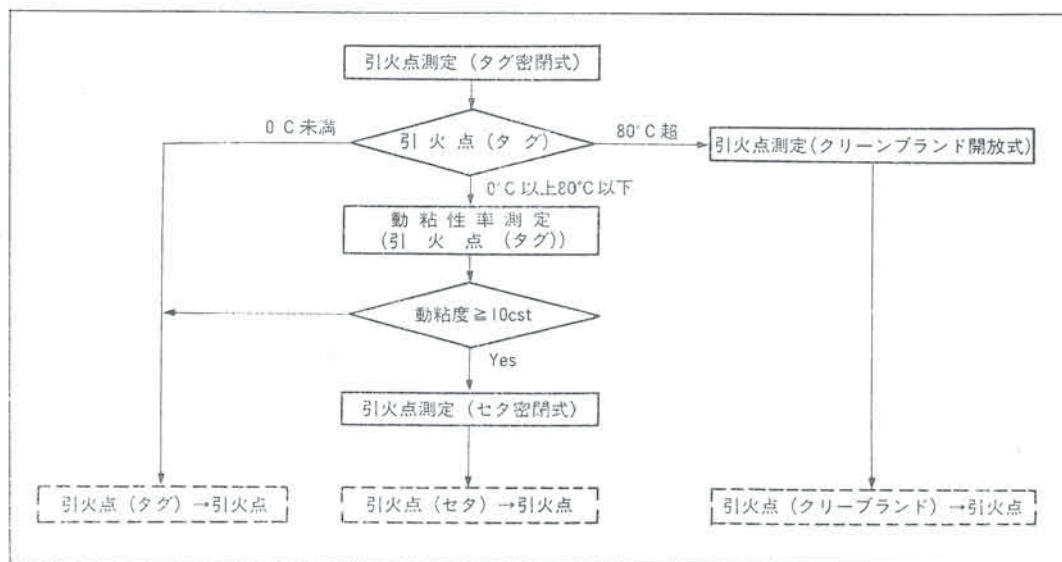 引火点測定（タグ密閉式）
0 C 未満
引 火 点（タ グ）
80°C 超
引火点測定(クリーンブランド開放式)
0°C 以上80°C以下
動 粘 性 率 測 定
(引 火 点（タグ))
動粘度≧10cst
Yes
引火点測定（セタ密閉式）
引火点（タグ）→引火点
引火点（セタ）→引火点
引火点（クリーブランド）→引火点